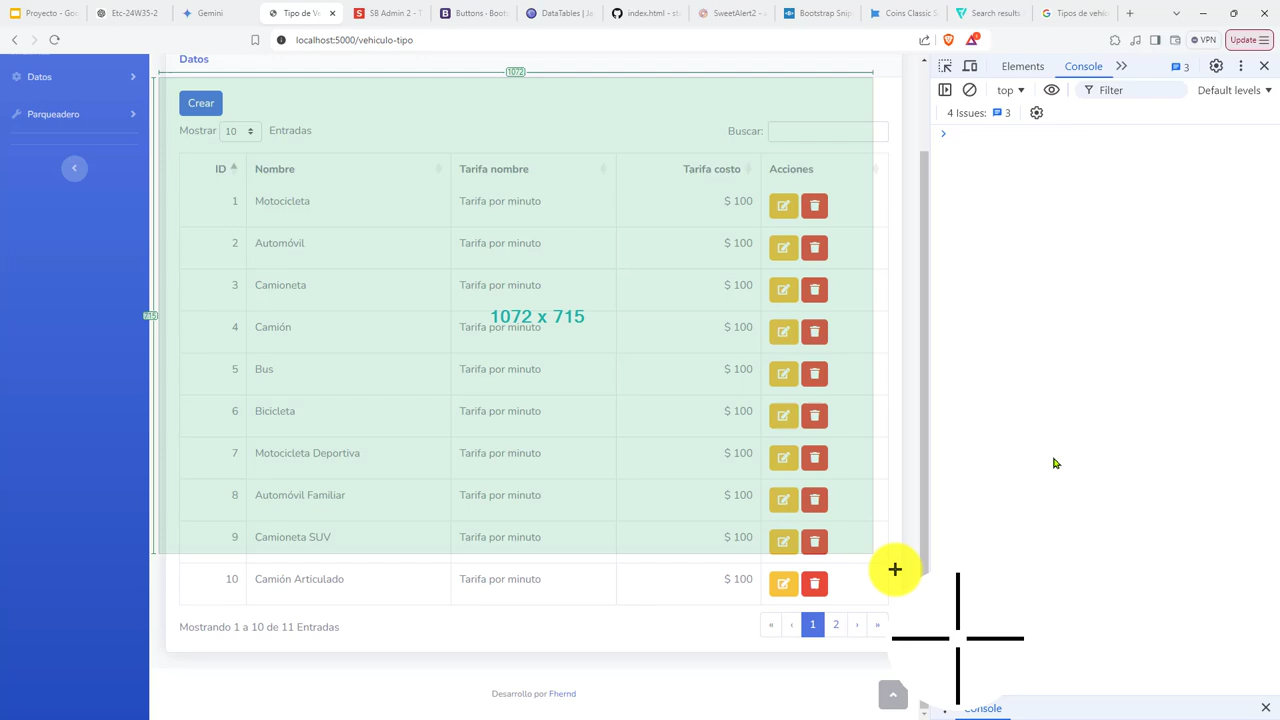 Proyecto - Goo
Etc-24W35-2
Gemini
Tipo de Ve
SB Admin 2 - T
Buttons - Boots
DataTables | Ja
index.html - sta
SweetAlert2 - a
Bootstrap Snip
Coins Classic S
Search results
Tipos de vehic
localhost:5000/vehiculo-tipo
VPN
Update
Datos
Parqueadero
Datos
1072
715
Crear
Mostrar 10 Entradas
Buscar:
ID Nombre Tarifa nombre Tarifa costo Acciones
1 Motocicleta Tarifa por minuto $ 100
2 Automóvil Tarifa por minuto $ 100
3 Camioneta Tarifa por minuto $ 100
1072 x 715
4 Camión Tarifa por minuto $ 100
5 Bus Tarifa por minuto $ 100
6 Bicicleta Tarifa por minuto $ 100
7 Motocicleta Deportiva Tarifa por minuto $ 100
8 Automóvil Familiar Tarifa por minuto $ 100
9 Camioneta SUV Tarifa por minuto $ 100
10 Camión Articulado Tarifa por minuto $ 100
Mostrando 1 a 10 de 11 Entradas
« ‹ 1 2 › »
Desarrollo por Fhernd
Elements Console 3
top Filter Default levels
4 Issues: 3
Console